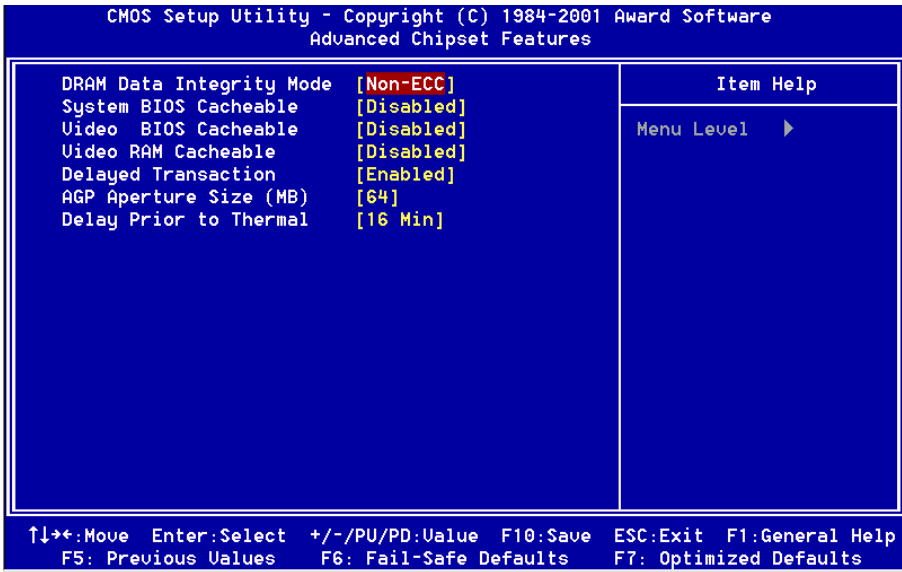 CMOS Setup Utility - Copyright (C) 1984-2001 Award Software
Advanced Chipset Features
DRAM Data Integrity Mode [Non-ECC]
System BIOS Cacheable [Disabled]
Video BIOS Cacheable [Disabled]
Video RAM Cacheable [Disabled]
Delayed Transaction [Enabled]
AGP Aperture Size (MB) [64]
Delay Prior to Thermal [16 Min]
Item Help
Menu Level ▶
↑↓→←:Move Enter:Select +/-/PU/PD:Value F10:Save ESC:Exit F1:General Help
F5: Previous Values F6: Fail-Safe Defaults F7: Optimized Defaults